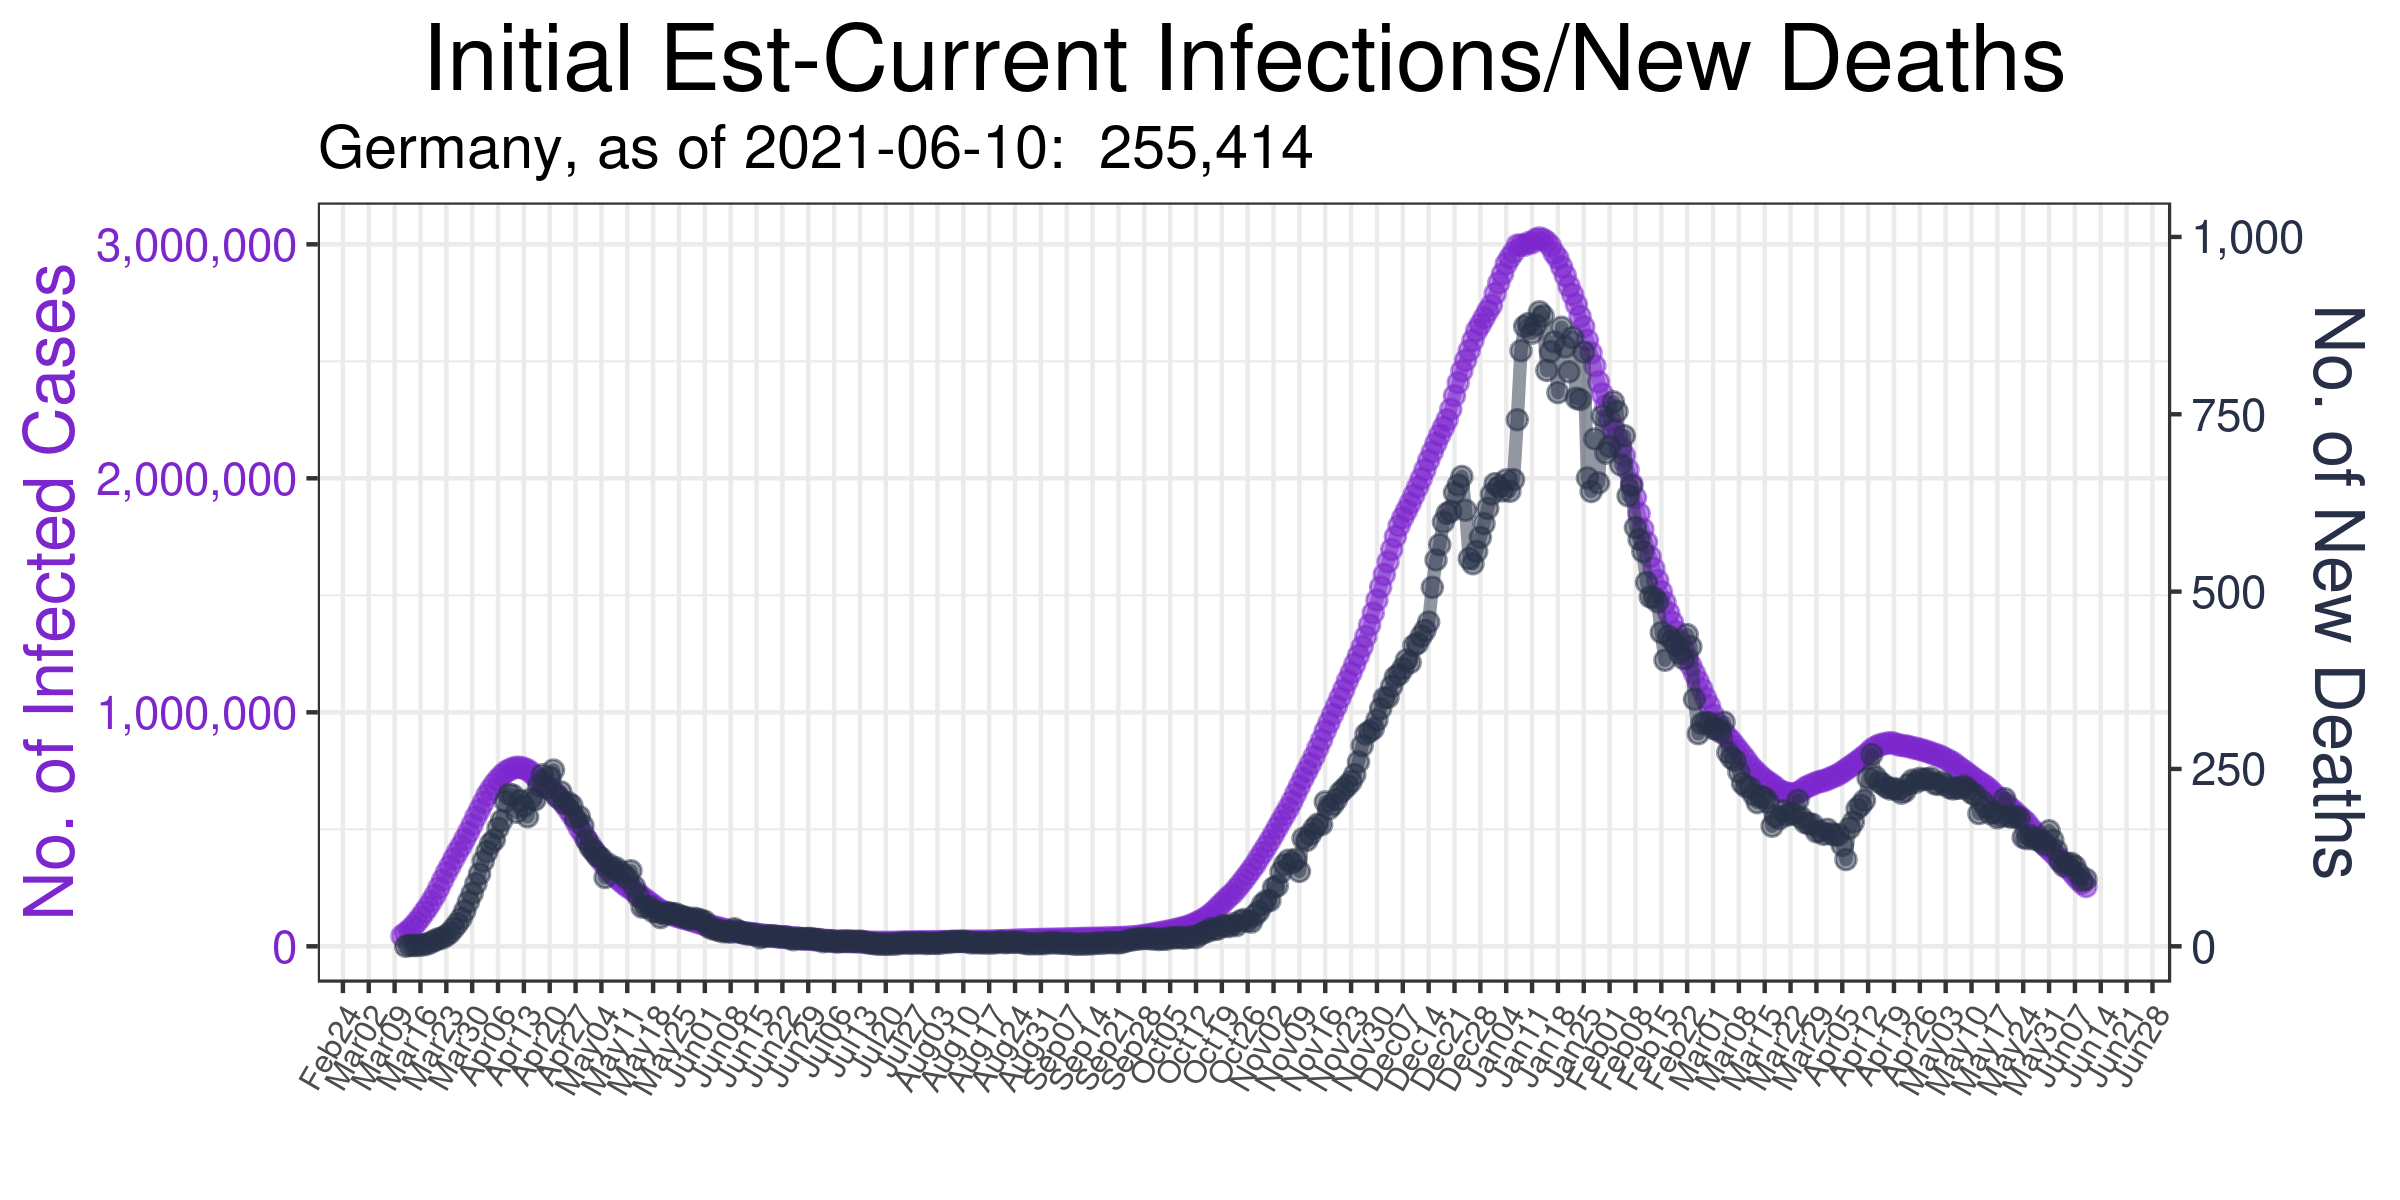 Initial Est-Current Infections/New Deaths
Germany, as of 2021-06-10:  255,414
No. of Infected Cases
3,000,000
2,000,000
1,000,000
0
1,000
750
500
250
0
No. of New Deaths
Feb24
Mar02
Mar09
Mar16
Mar23
Mar30
Apr06
Apr13
Apr20
Apr27
May04
May11
May18
May25
Jun01
Jun08
Jun15
Jun22
Jun29
Jul06
Jul13
Jul20
Jul27
Aug03
Aug10
Aug17
Aug24
Aug31
Sep07
Sep14
Sep21
Sep28
Oct05
Oct12
Oct19
Oct26
Nov02
Nov09
Nov16
Nov23
Nov30
Dec07
Dec14
Dec21
Dec28
Jan04
Jan11
Jan18
Jan25
Feb01
Feb08
Feb15
Feb22
Mar01
Mar08
Mar15
Mar22
Mar29
Apr05
Apr12
Apr19
Apr26
May03
May10
May17
May24
May31
Jun07
Jun14
Jun21
Jun28